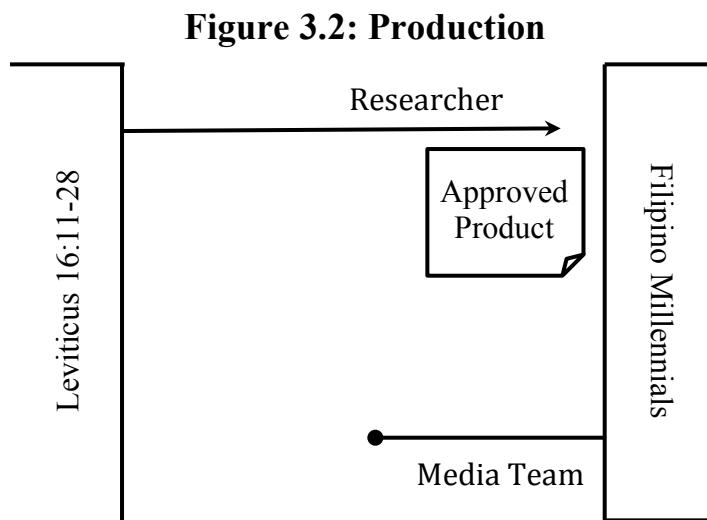 Figure 3.2: Production
Researcher
Leviticus 16:11-28
Approved
Product
Filipino Millennials
Media Team